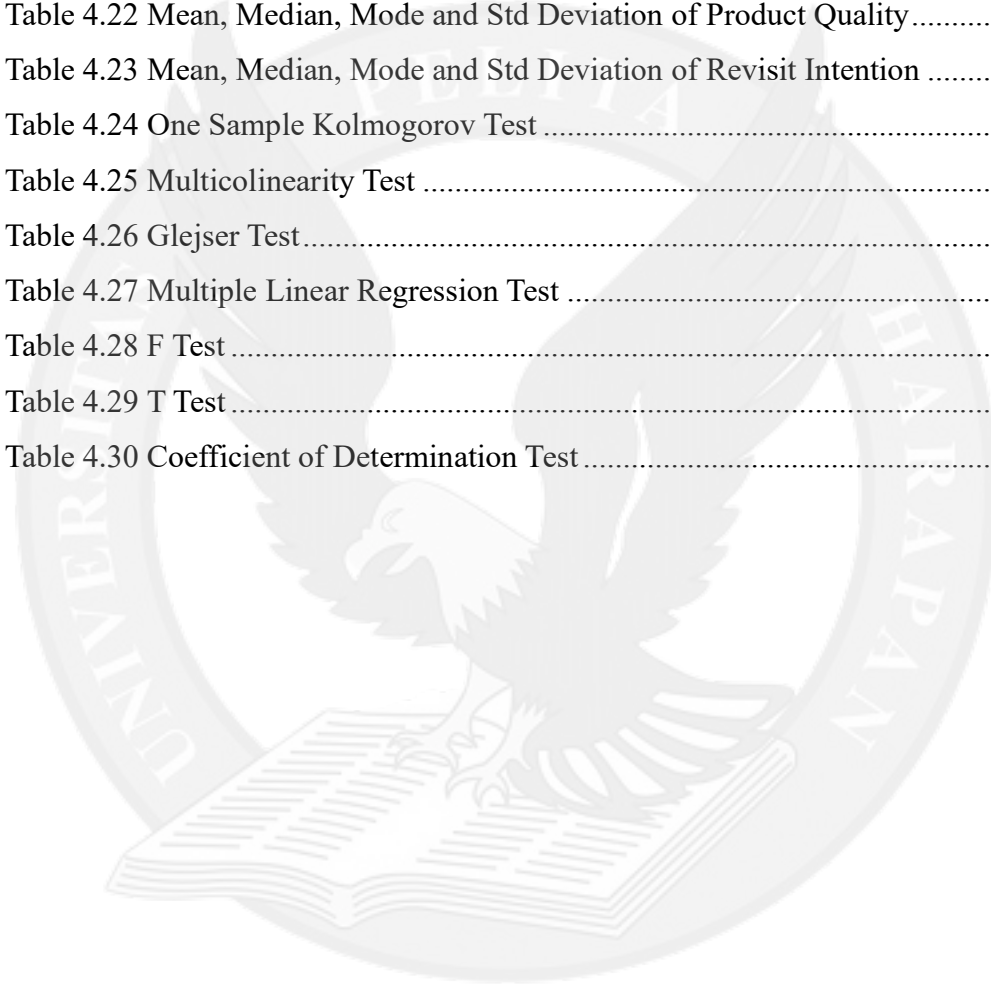 Table 4.22 Mean, Median, Mode and Std Deviation of Product Quality..........
Table 4.23 Mean, Median, Mode and Std Deviation of Revisit Intention ........
Table 4.24 One Sample Kolmogorov Test ........................................................
Table 4.25 Multicolinearity Test .......................................................................
Table 4.26 Glejser Test......................................................................................
Table 4.27 Multiple Linear Regression Test .....................................................
Table 4.28 F Test ...............................................................................................
Table 4.29 T Test ...............................................................................................
Table 4.30 Coefficient of Determination Test ...................................................
UNIVERSITAS PELITA HARAPAN